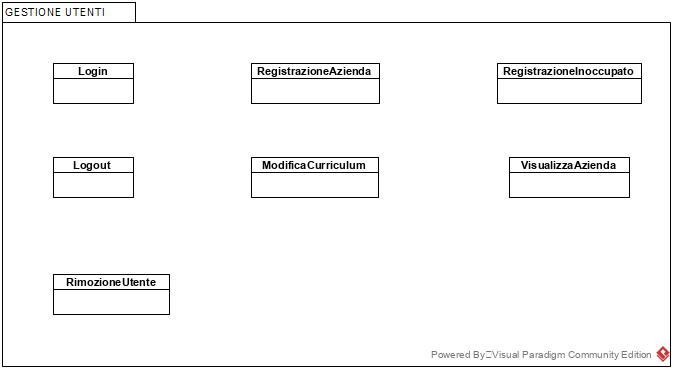 GESTIONE UTENTI
Login
RegistrazioneAzienda
RegistrazioneInoccupato
Logout
ModificaCurriculum
VisualizzaAzienda
RimozioneUtente
Powered By Visual Paradigm Community Edition